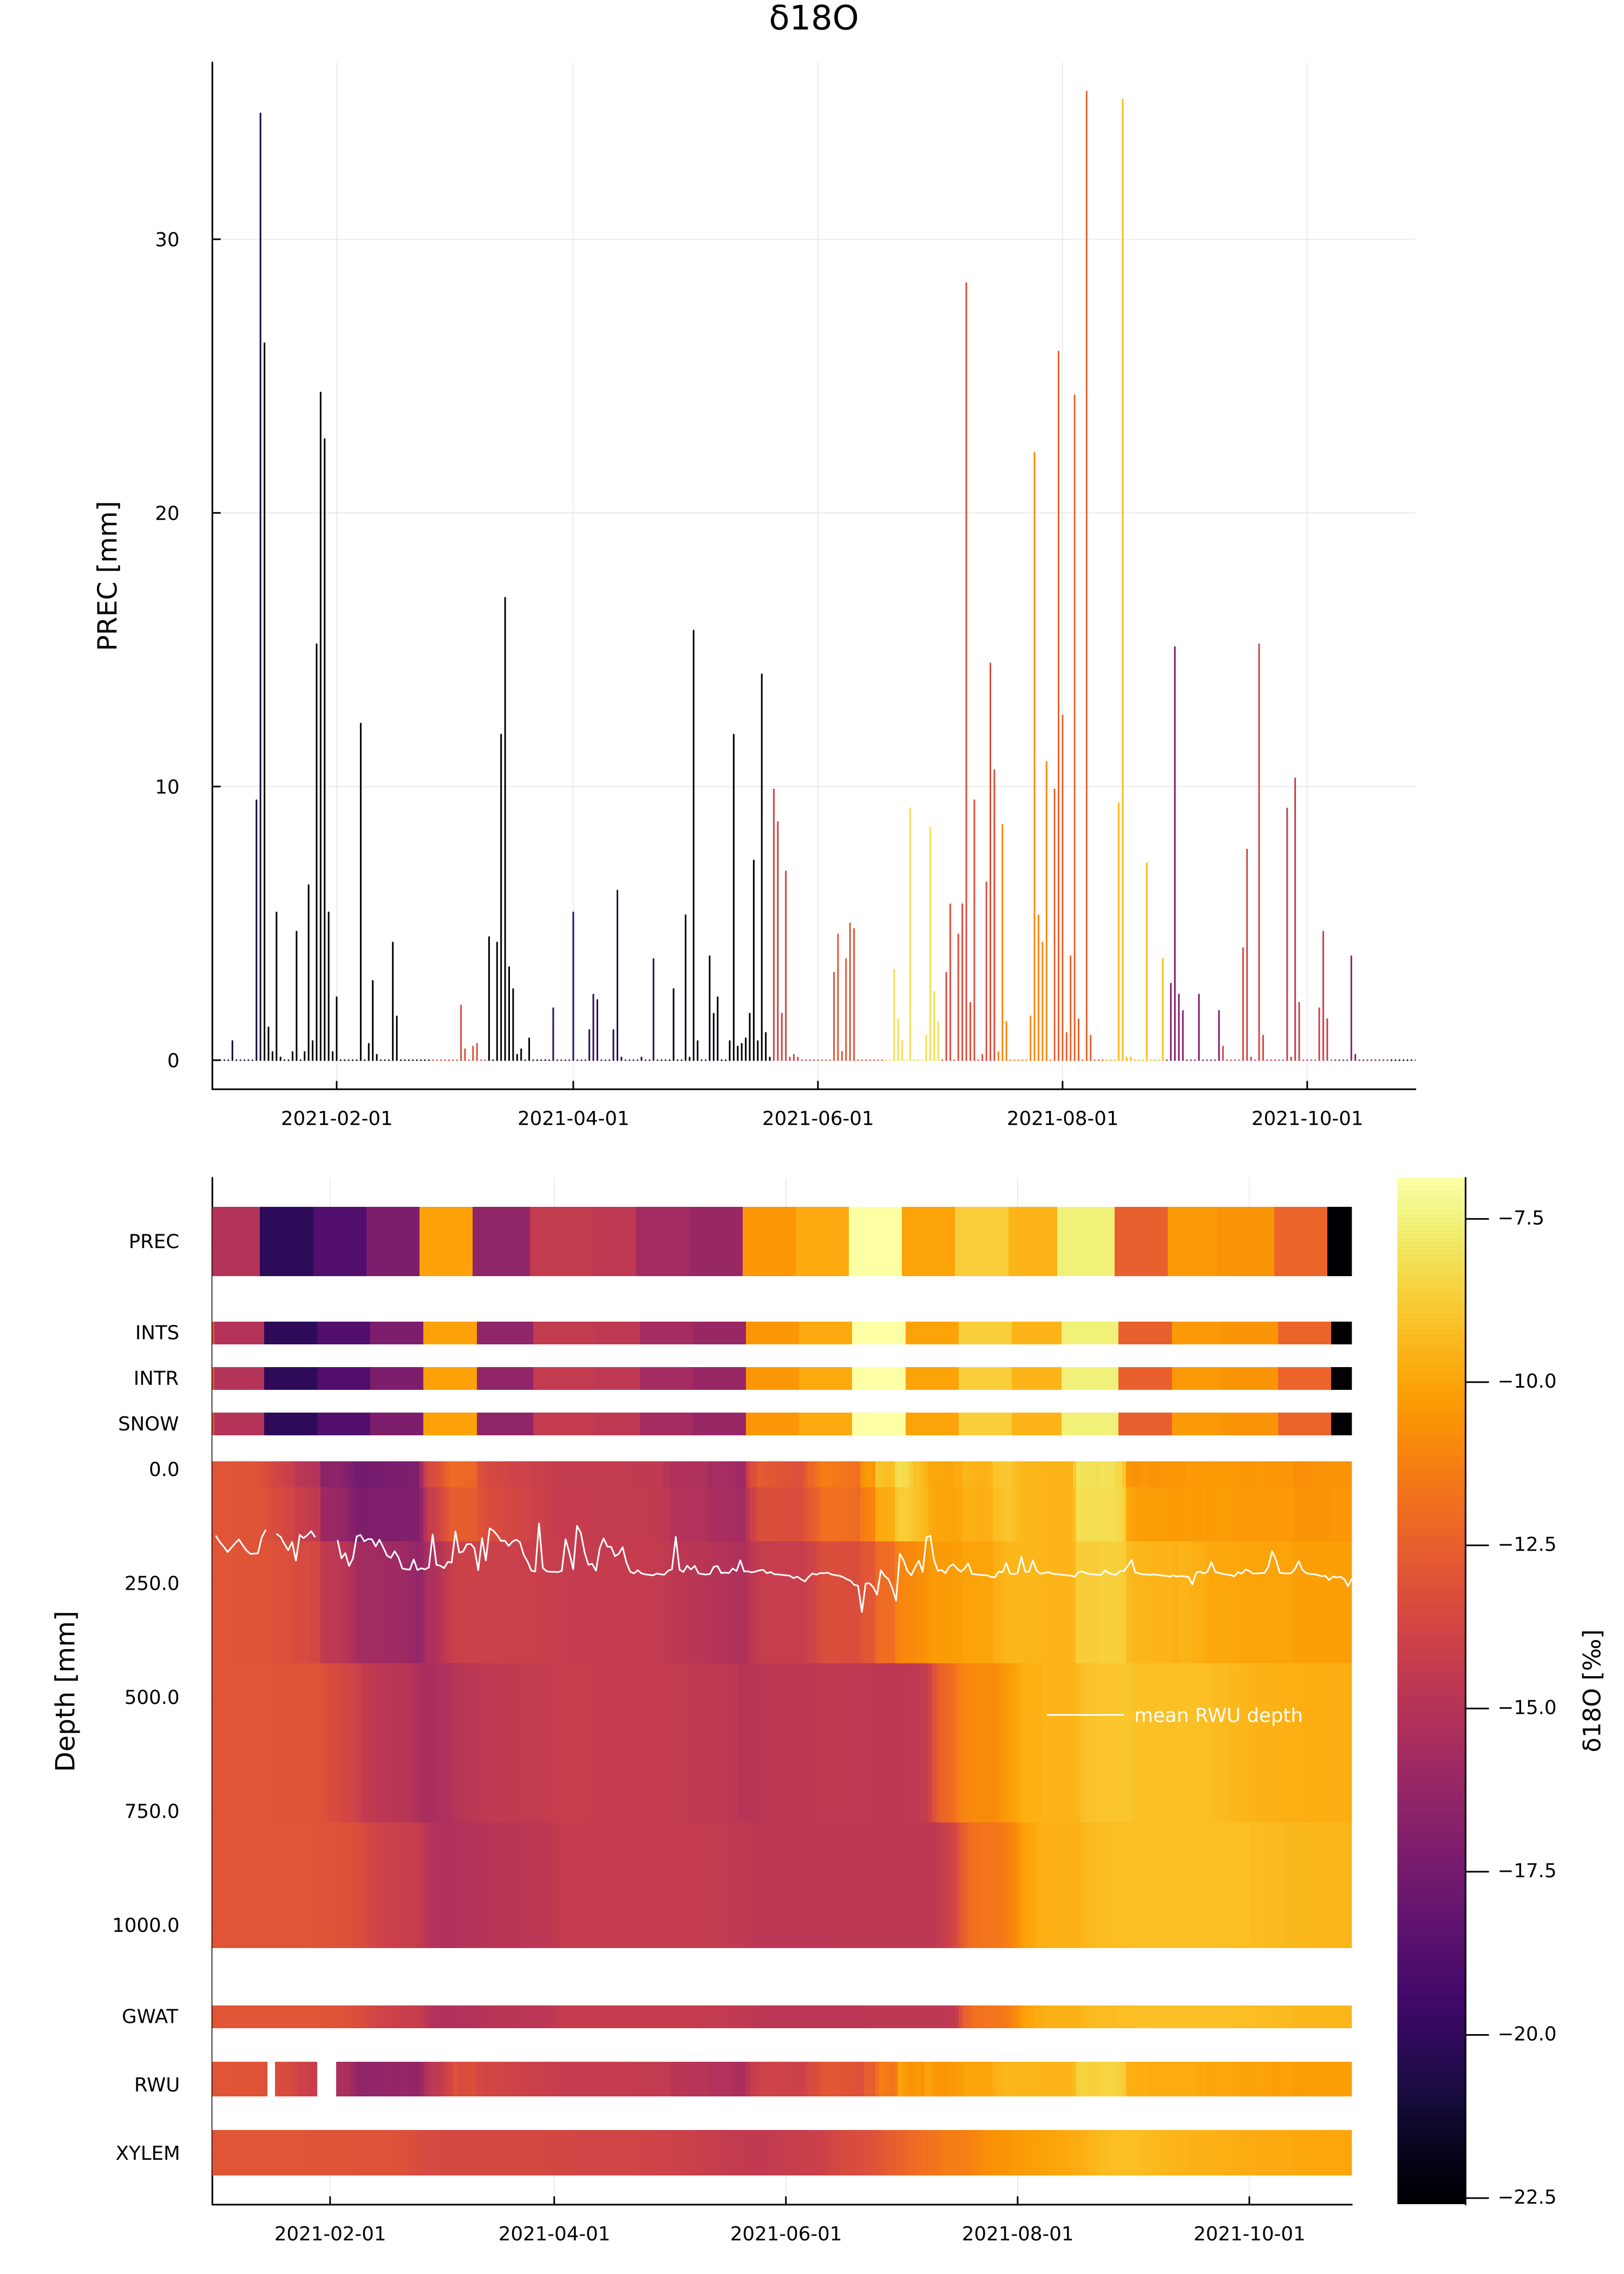 δ18O
PREC [mm]
30
20
10
0
2021-02-01 2021-04-01 2021-06-01 2021-08-01 2021-10-01
PREC
INTS
INTR
SNOW
0.0
250.0
500.0
750.0
1000.0
GWAT
RWU
XYLEM
Depth [mm]
mean RWU depth
2021-02-01 2021-04-01 2021-06-01 2021-08-01 2021-10-01
−7.5
−10.0
−12.5
−15.0
−17.5
−20.0
−22.5
δ18O [‰]